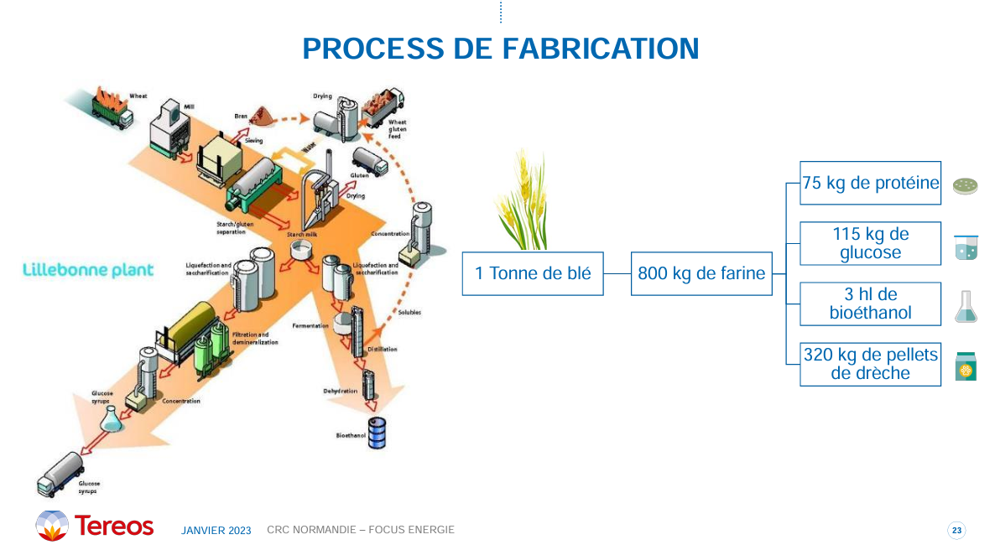 PROCESS DE FABRICATION
Wheat
Mill
Bran
Sieving
Drying
Wheat
gluten
feed
Water
Gluten
Drying
Starch/gluten
separation
Starch milk
Concentration
Lillebonne plant
Liquefaction and
saccharification
Liquefaction and
saccharification
Solubles
Fermentation
Filtration and
demineralization
Distillation
Dehydration
Glucose
syrups
Concentration
Bioethanol
Glucose
syrups
1 Tonne de blé
800 kg de farine
75 kg de protéine
115 kg de
glucose
3 hl de
bioéthanol
320 kg de pellets
de drèche
Tereos
JANVIER 2023
CRC NORMANDIE – FOCUS ENERGIE
23